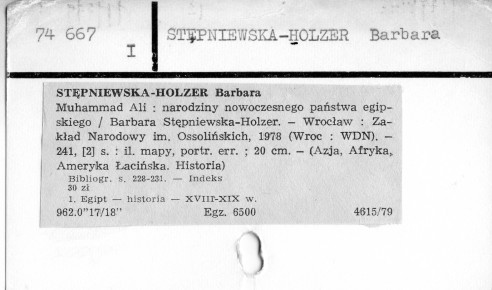 74 667
I
STĘPNIEWSKA-HOLZER Barbara
STĘPNIEWSKA-HOLZER Barbara
Muhammad Ali : narodziny nowoczesnego państwa egip-
skiego / Barbara Stępniewska-Holzer. – Wrocław : Za-
kład Narodowy im. Ossolińskich, 1978 (Wroc : WDN). –
241, [2] s. : il. mapy, portr. err. ; 20 cm. – (Azja, Afryka,
Ameryka Łacińska. Historia)
Bibliogr. s. 228-231. — Indeks
30 zł
1. Egipt — historia — XVIII-XIX w.
962.0"17/18" Egz. 6500 4615/79